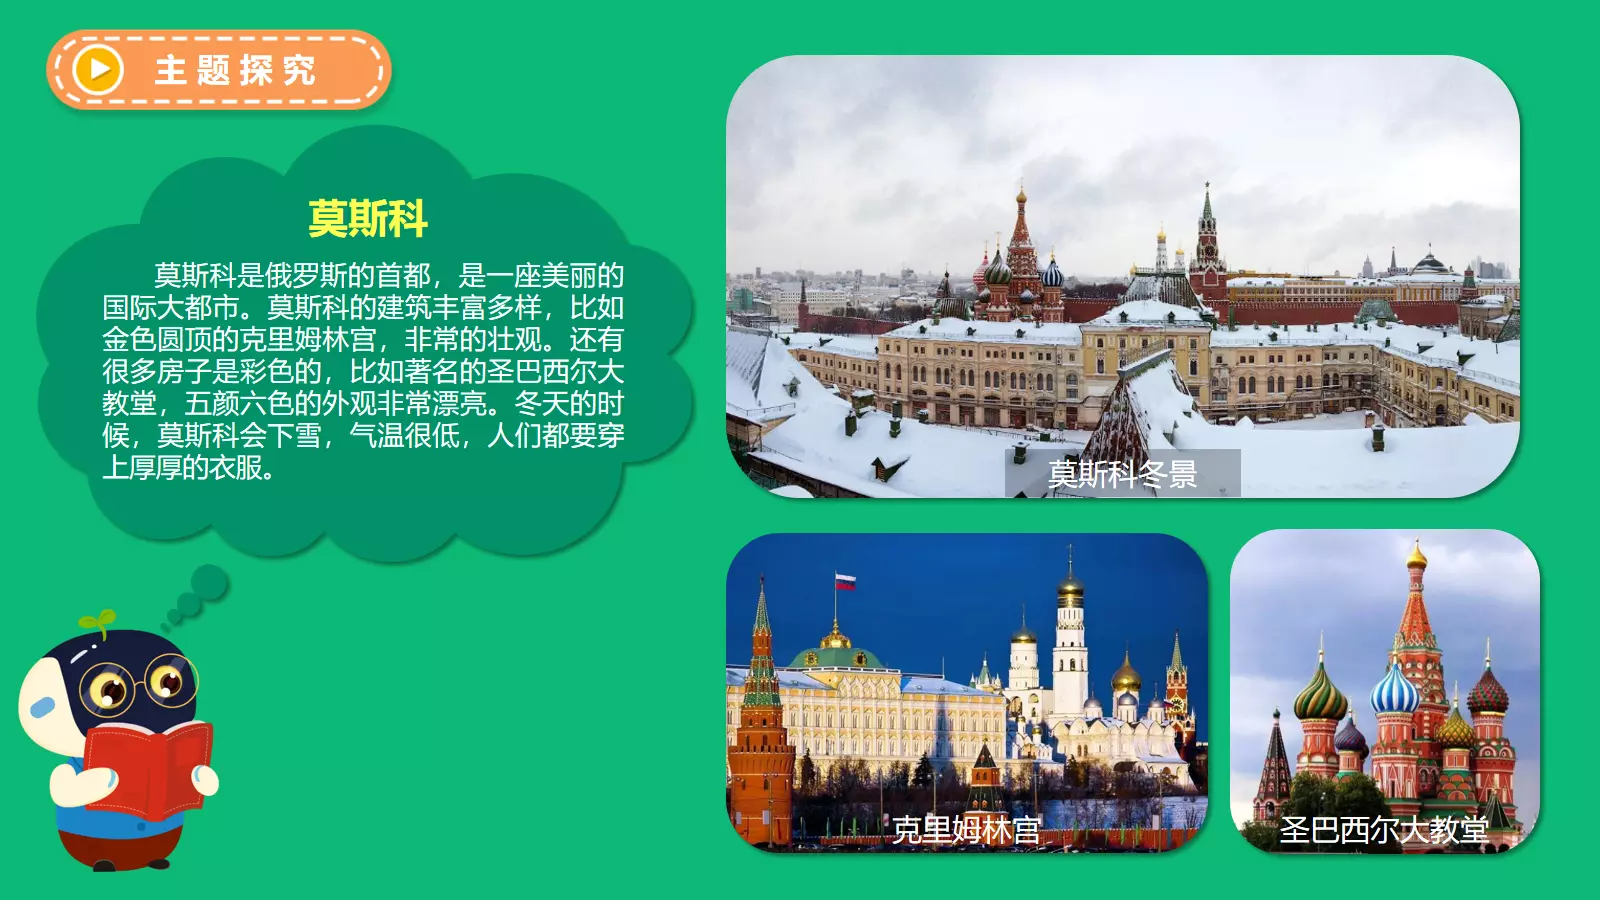 主题探究
莫斯科
莫斯科是俄罗斯的首都，是一座美丽的
国际大都市。莫斯科的建筑丰富多样，比如
金色圆顶的克里姆林宫，非常的壮观。还有
很多房子是彩色的，比如著名的圣巴西尔大
教堂，五颜六色的外观非常漂亮。冬天的时
候，莫斯科会下雪，气温很低，人们都要穿
上厚厚的衣服。
莫斯科冬景
克里姆林宫
圣巴西尔大教堂